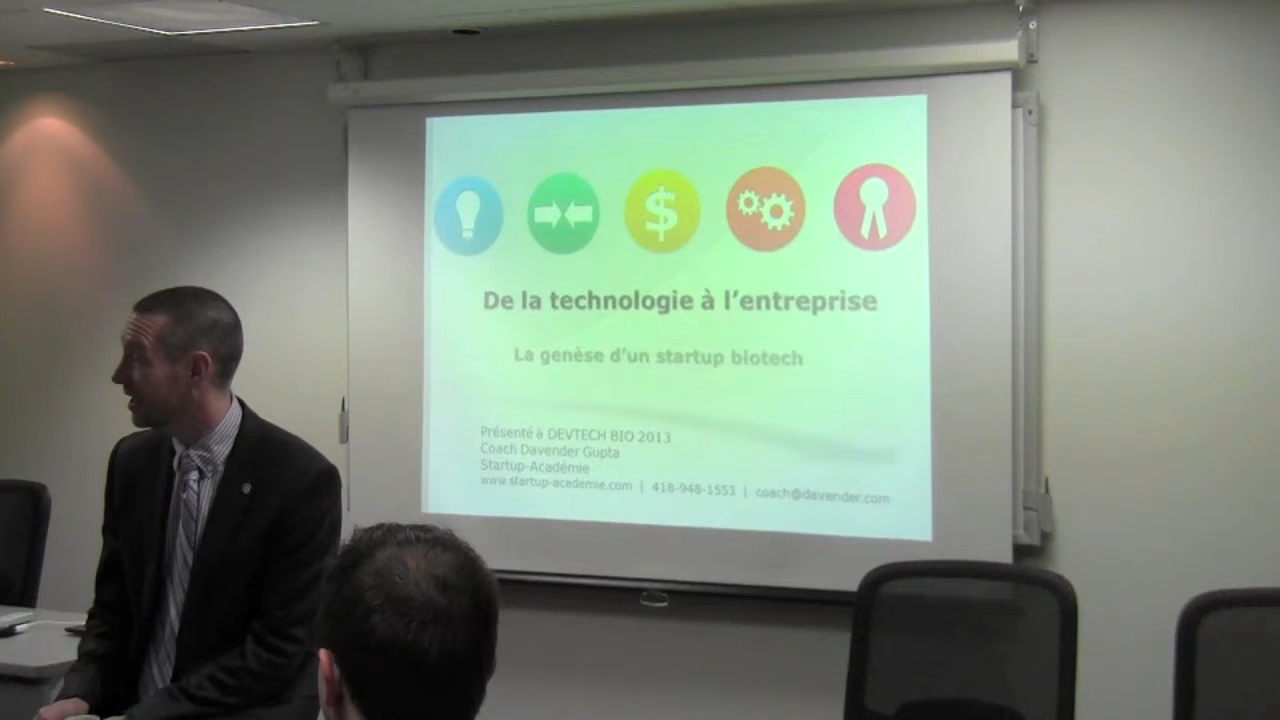 $
De la technologie à l'entreprise
La genèse d'un startup biotech
Présenté à DEVTECH BIO 2013
Coach Davender Gupta
Startup-Académie
www.startup-academie.com | 418-948-1553 | coach@davender.com